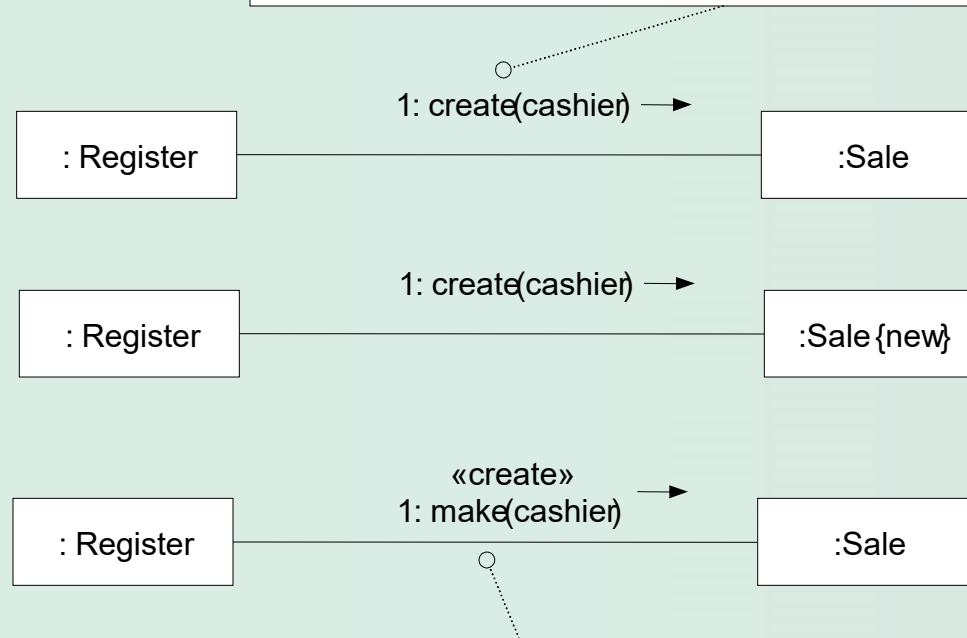 1: create(cashier)
: Register
:Sale
1: create(cashier)
: Register
:Sale {new}
«create»
1: make(cashier)
: Register
:Sale